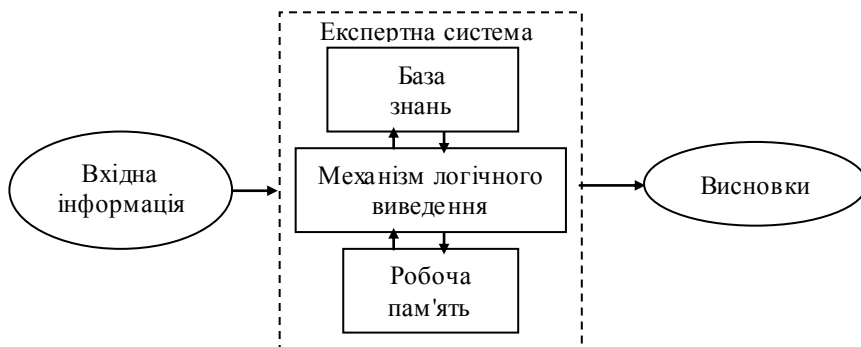 Експертна система
База
знань
Вхідна
інформація
Механізм логічного
виведення
Висновки
Робоча
пам'ять